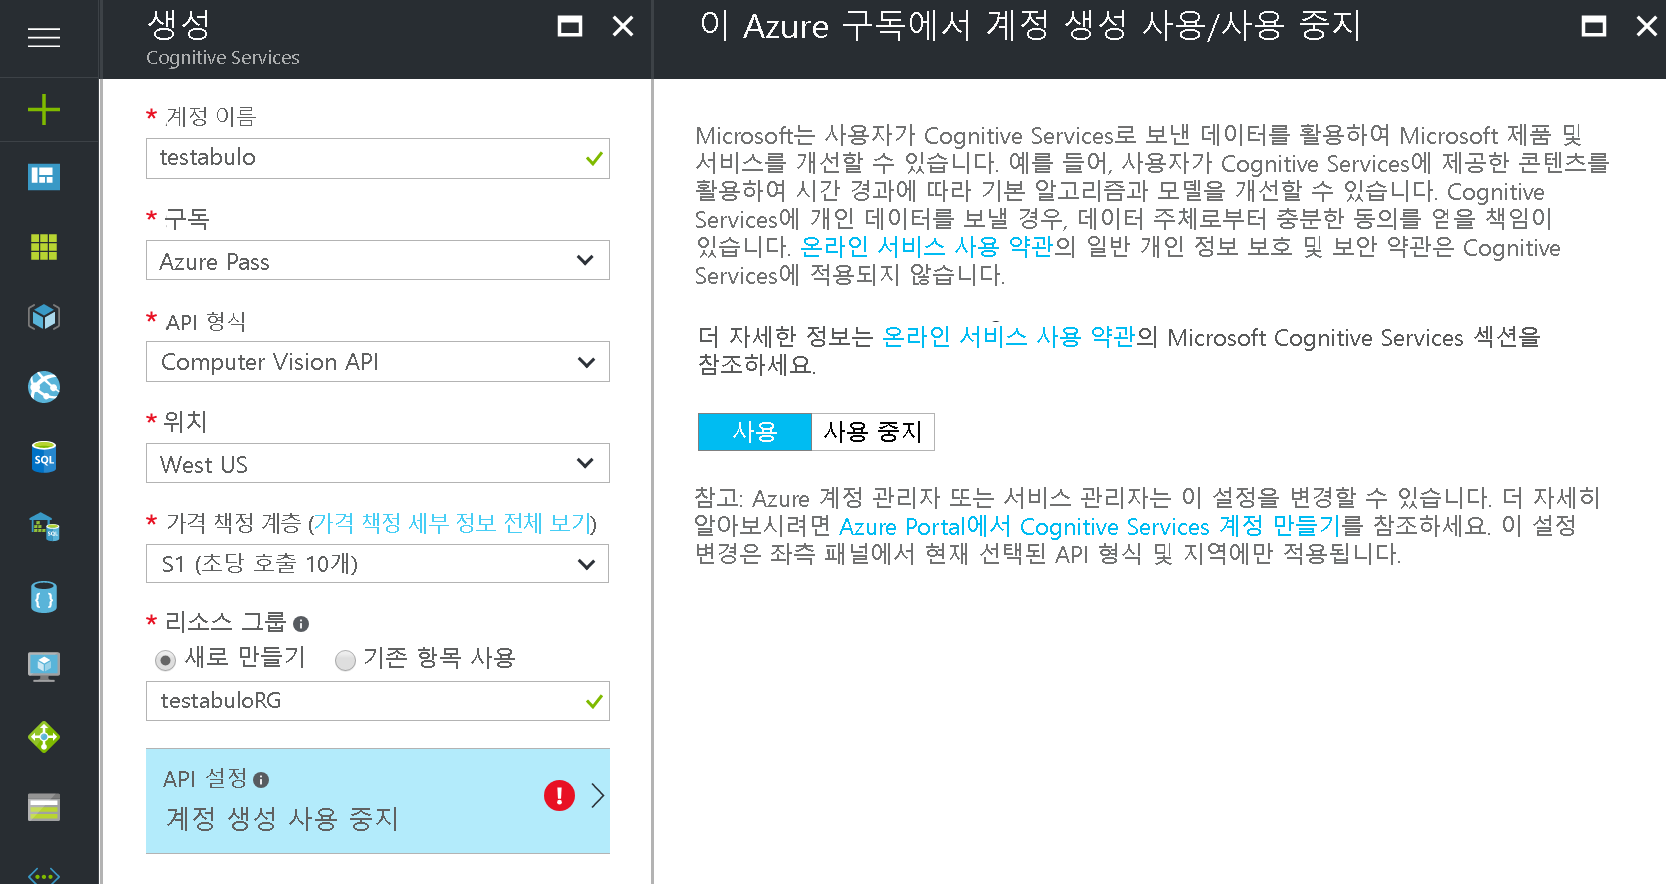 생성
Cognitive Services
* 계정 이름
testabulo
* 구독
Azure Pass
* API 형식
Computer Vision API
* 위치
West US
* 가격 책정 계층 (가격 책정 세부 정보 전체 보기)
S1 (초당 호출 10개)
* 리소스 그룹
새로 만들기 기존 항목 사용
testabuloRG
API 설정
계정 생성 사용 중지
SQL
SQL
이 Azure 구독에서 계정 생성 사용/사용 중지
Microsoft는 사용자가 Cognitive Services로 보낸 데이터를 활용하여 Microsoft 제품 및
서비스를 개선할 수 있습니다. 예를 들어, 사용자가 Cognitive Services에 제공한 콘텐츠를
활용하여 시간 경과에 따라 기본 알고리즘과 모델을 개선할 수 있습니다. Cognitive
Services에 개인 데이터를 보낼 경우, 데이터 주체로부터 충분한 동의를 얻을 책임이
있습니다. 온라인 서비스 사용 약관의 일반 개인 정보 보호 및 보안 약관은 Cognitive
Services에 적용되지 않습니다.
더 자세한 정보는 온라인 서비스 사용 약관의 Microsoft Cognitive Services 섹션을
참조하세요.
사용 사용 중지
참고: Azure 계정 관리자 또는 서비스 관리자는 이 설정을 변경할 수 있습니다. 더 자세히
알아보시려면 Azure Portal에서 Cognitive Services 계정 만들기를 참조하세요. 이 설정
변경은 좌측 패널에서 현재 선택된 API 형식 및 지역에만 적용됩니다.